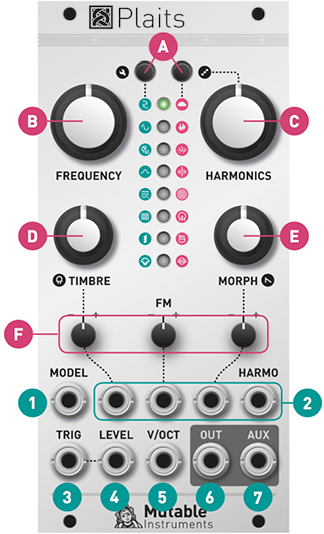 Plaits
A
B
C
FREQUENCY
HARMONICS
D
E
TIMBRE
MORPH
FM
- +
- +
- +
F
MODEL
HARMO
1
2
TRIG
LEVEL
V/OCT
OUT
AUX
3
4
5
6
7
Mutable
Instruments